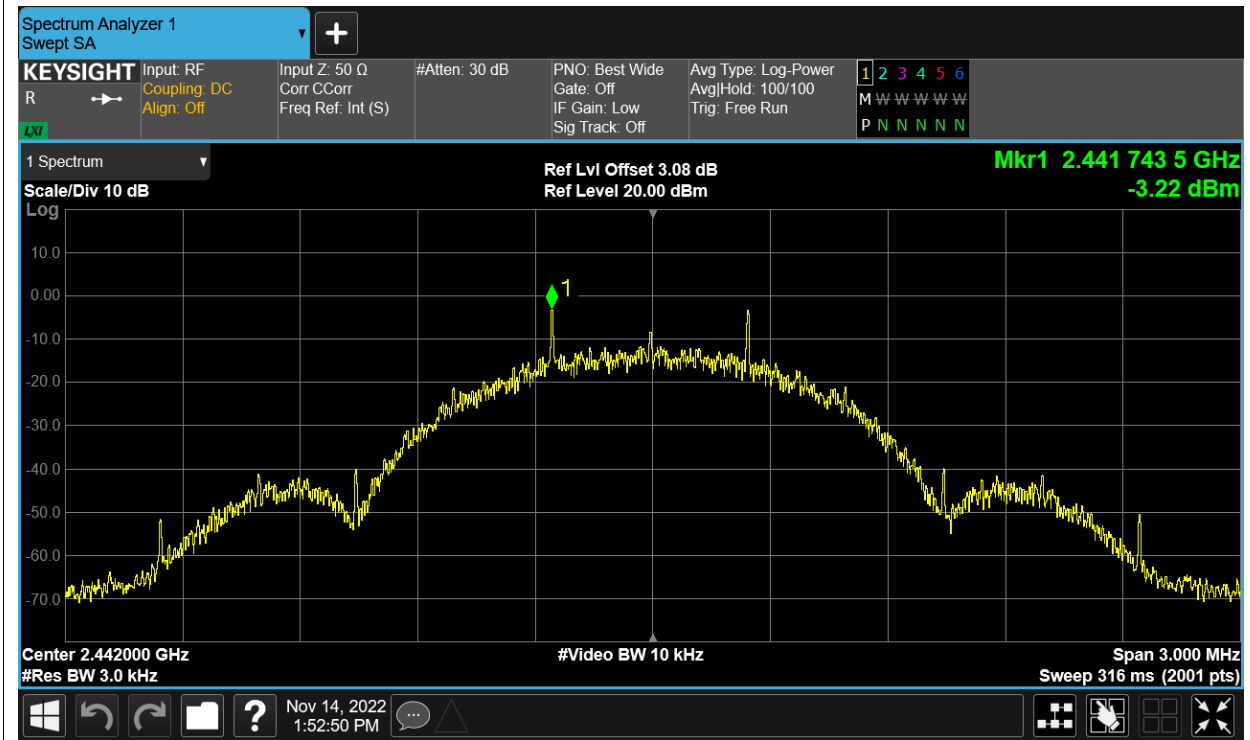 Spectrum Analyzer 1
Swept SA
+
KEYSIGHT
R
LXI
Input: RF
Coupling: DC
Align: Off
Input Z: 50 Ω
Corr CCorr
Freq Ref: Int (S)
#Atten: 30 dB
PNO: Best Wide
Gate: Off
IF Gain: Low
Sig Track: Off
Avg Type: Log-Power
Avg|Hold: 100/100
Trig: Free Run
1 2 3 4 5 6
M W W W W W
P N N N N N
1 Spectrum
Scale/Div 10 dB
Log
Ref Lvl Offset 3.08 dB
Ref Level 20.00 dBm
Mkr1 2.441 743 5 GHz
-3.22 dBm
10.0
0.00
1
-10.0
-20.0
-30.0
-40.0
-50.0
-60.0
-70.0
Center 2.442000 GHz
#Video BW 10 kHz
Span 3.000 MHz
#Res BW 3.0 kHz
Sweep 316 ms (2001 pts)
?
Nov 14, 2022
1:52:50 PM